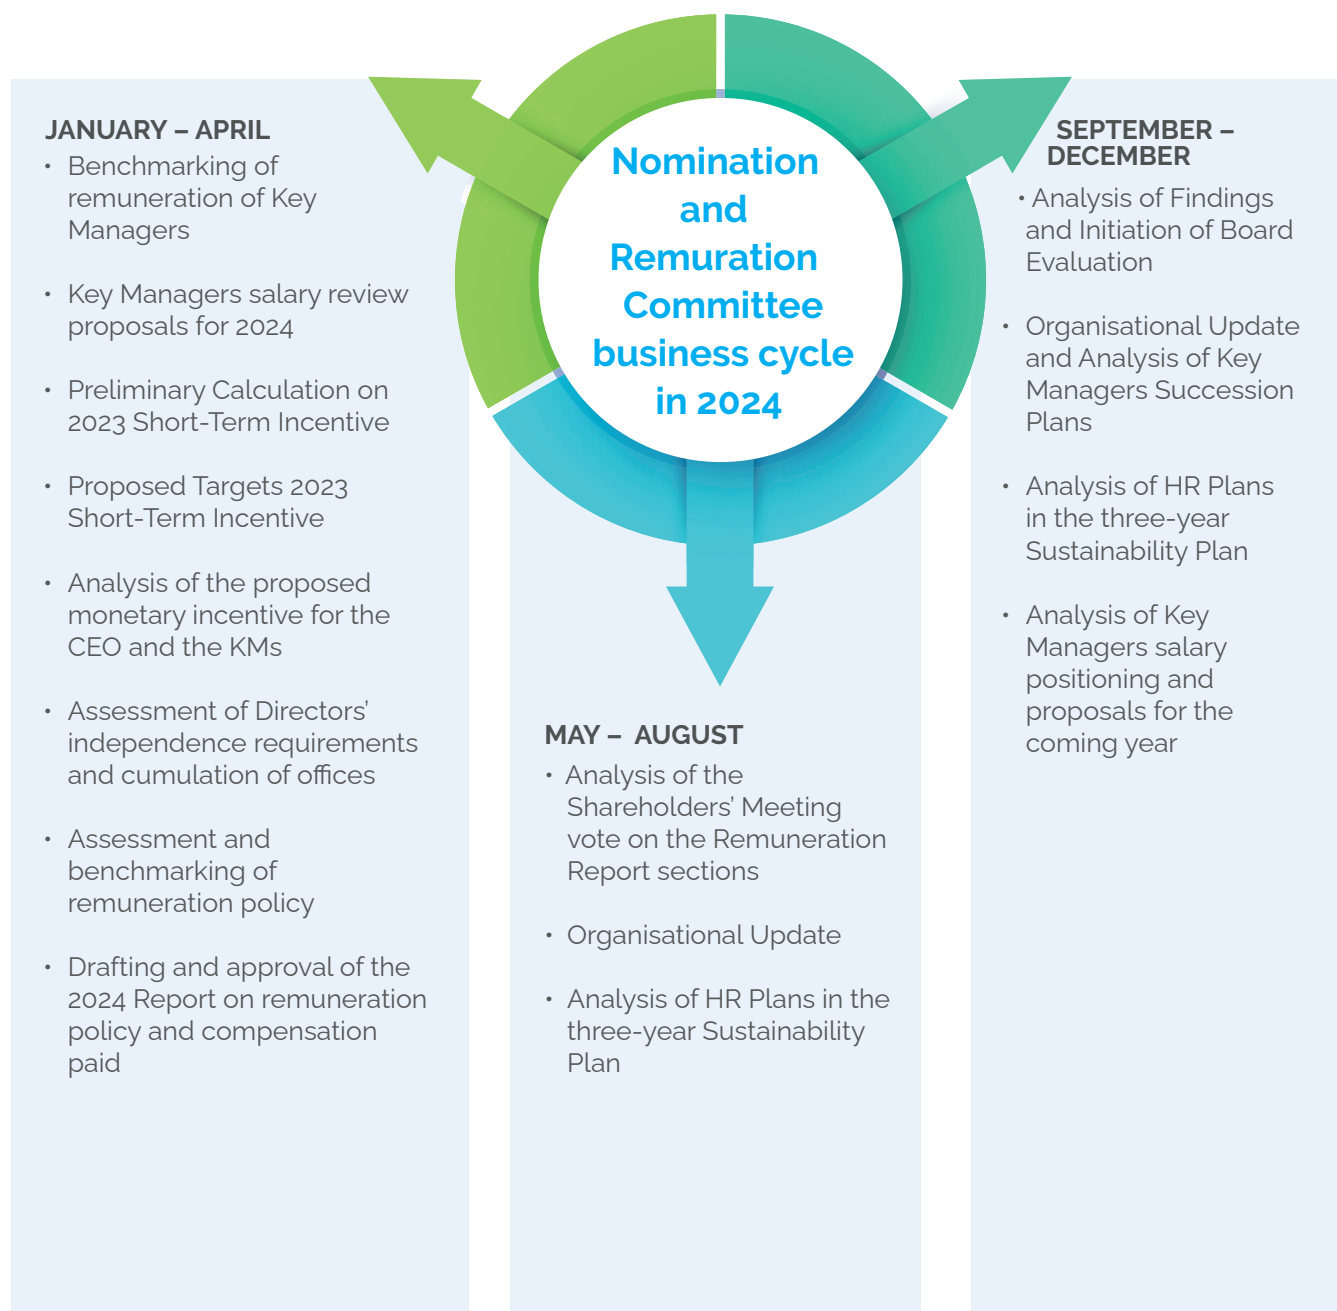 Nomination
and
Remuration
Committee
business cycle
in 2024
JANUARY – APRIL
• Benchmarking of
remuneration of Key
Managers
• Key Managers salary review
proposals for 2024
• Preliminary Calculation on
2023 Short-Term Incentive
• Proposed Targets 2023
Short-Term Incentive
• Analysis of the proposed
monetary incentive for the
CEO and the KMs
• Assessment of Directors’
independence requirements
and cumulation of offices
• Assessment and
benchmarking of
remuneration policy
• Drafting and approval of the
2024 Report on remuneration
policy and compensation
paid
MAY – AUGUST
• Analysis of the
Shareholders’ Meeting
vote on the Remuneration
Report sections
• Organisational Update
• Analysis of HR Plans in the
three-year Sustainability
Plan
SEPTEMBER –
DECEMBER
• Analysis of Findings
and Initiation of Board
Evaluation
• Organisational Update
and Analysis of Key
Managers Succession
Plans
• Analysis of HR Plans
in the three-year
Sustainability Plan
• Analysis of Key
Managers salary
positioning and
proposals for the
coming year